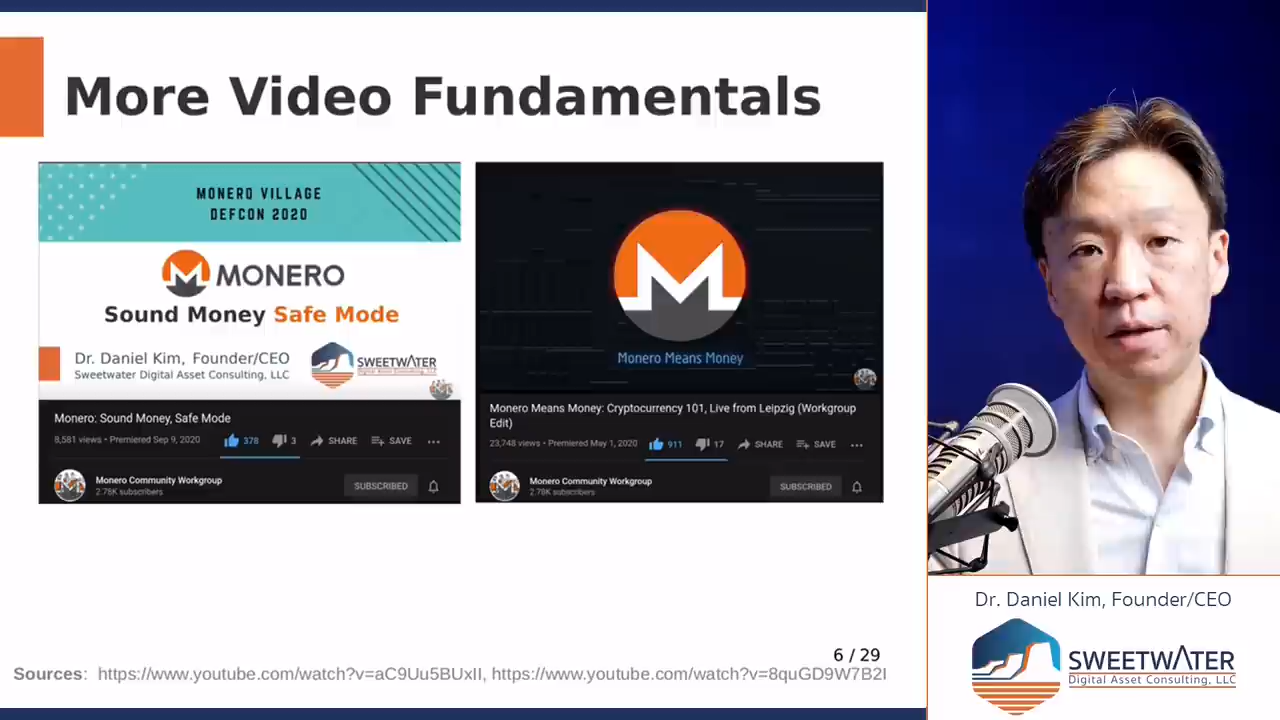 More Video Fundamentals
MONERO VILLAGE
DEFCON 2020
MONERO
Sound Money Safe Mode
Dr. Daniel Kim, Founder/CEO
Sweetwater Digital Asset Consulting, LLC
SWEETWATER
Digital Asset Consulting, LLC
Monero: Sound Money, Safe Mode
8,581 views • Premiered Sep 9, 2020
378
3
SHARE
SAVE
Monero Community Workgroup
2.78K subscribers
SUBSCRIBED
Monero Means Money
Monero Means Money: Cryptocurrency 101, Live from Leipzig (Workgroup
Edit)
23,748 views • Premiered May 1, 2020
911
17
SHARE
SAVE
Monero Community Workgroup
2.78K subscribers
SUBSCRIBED
6 / 29
Sources: https://www.youtube.com/watch?v=aC9Uu5BUxII, https://www.youtube.com/watch?v=8quGD9W7B2I
Dr. Daniel Kim, Founder/CEO
SWEETWATER
Digital Asset Consulting, LLC